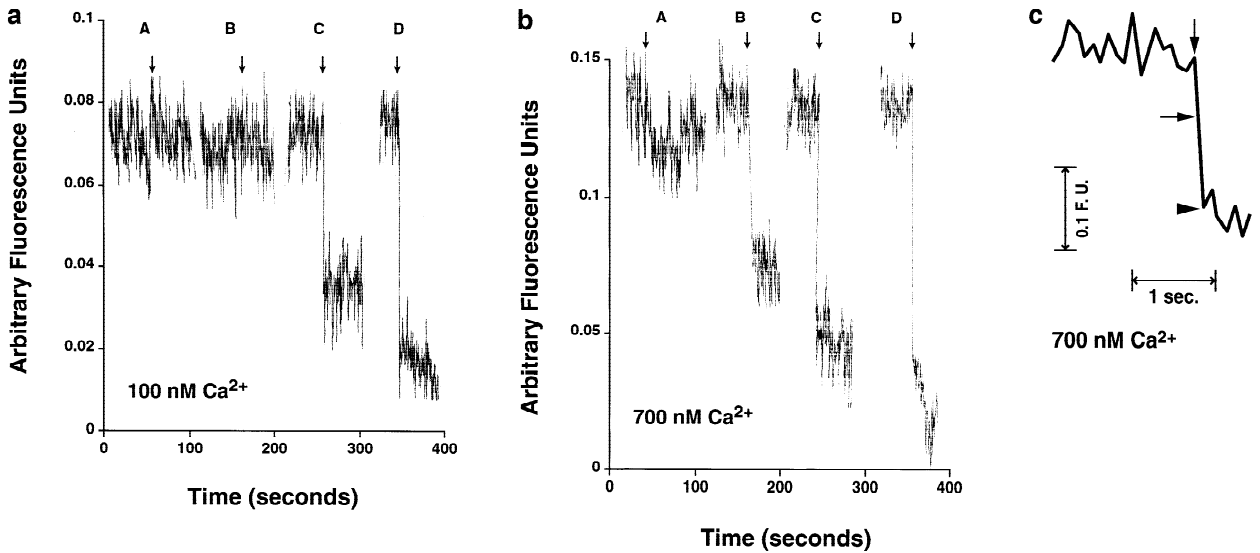 a
A B C D
Arbitrary Fluorescence Units
0.1
0.08
0.06
0.04
0.02
0
100 nM Ca2+
0 100 200 300 400
Time (seconds)
b
A B C D
Arbitrary Fluorescence Units
0.15
0.1
0.05
0
700 nM Ca2+
0 100 200 300 400
Time (seconds)
c
0.1 F. U.
1 sec.
700 nM Ca2+